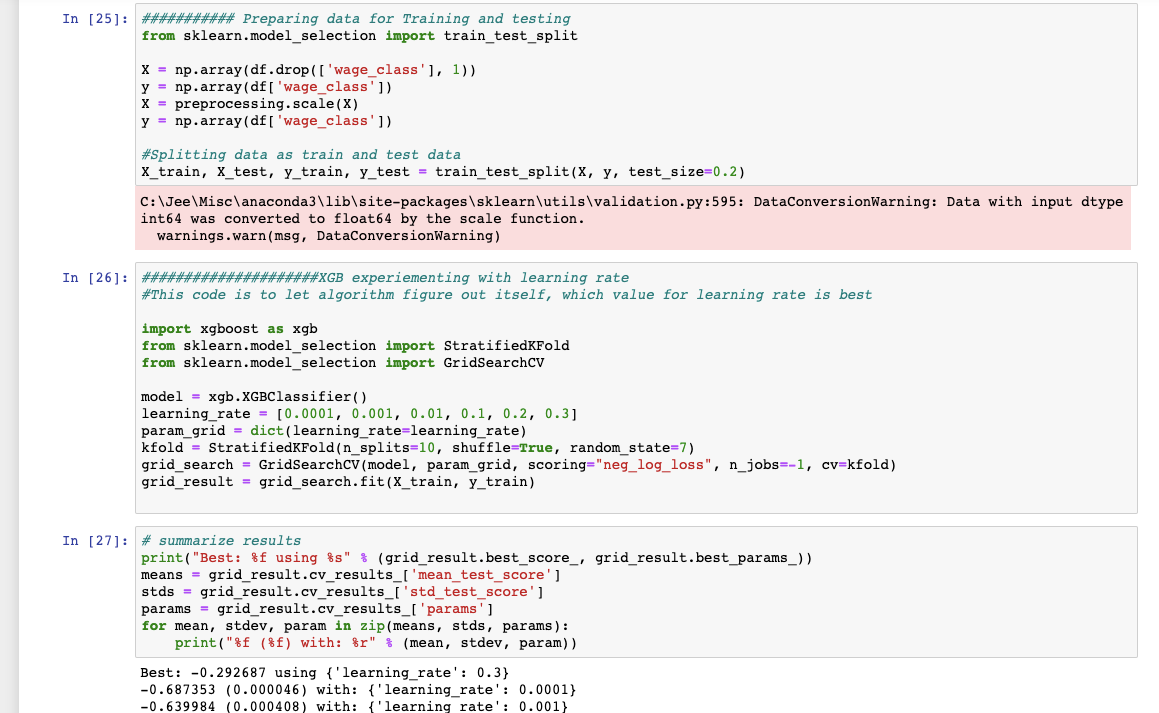 In [25]: ########### Preparing data for Training and testing
from sklearn.model_selection import train_test_split
X = np.array(df.drop(['wage_class'], 1))
y = np.array(df['wage_class'])
X = preprocessing.scale(X)
y = np.array(df['wage_class'])
#Splitting data as train and test data
X_train, X_test, y_train, y_test = train_test_split(X, y, test_size=0.2)
C:\Jee\Misc\anaconda3\lib\site-packages\sklearn\utils\validation.py:595: DataConversionWarning: Data with input dtype
int64 was converted to float64 by the scale function.
warnings.warn(msg, DataConversionWarning)
In [26]: #####################XGB experiementing with learning rate
#This code is to let algorithm figure out itself, which value for learning rate is best
import xgboost as xgb
from sklearn.model_selection import StratifiedKFold
from sklearn.model_selection import GridSearchCV
model = xgb.XGBClassifier()
learning_rate = [0.0001, 0.001, 0.01, 0.1, 0.2, 0.3]
param_grid = dict(learning_rate=learning_rate)
kfold = StratifiedKFold(n_splits=10, shuffle=True, random_state=7)
grid_search = GridSearchCV(model, param_grid, scoring="neg_log_loss", n_jobs=-1, cv=kfold)
grid_result = grid_search.fit(X_train, y_train)
In [27]: # summarize results
print("Best: %f using %s" % (grid_result.best_score_, grid_result.best_params_))
means = grid_result.cv_results_['mean_test_score']
stds = grid_result.cv_results_['std_test_score']
params = grid_result.cv_results_['params']
for mean, stdev, param in zip(means, stds, params):
print("%f (%f) with: %r" % (mean, stdev, param))
Best: -0.292687 using {'learning_rate': 0.3}
-0.687353 (0.000046) with: {'learning_rate': 0.0001}
-0.639984 (0.000408) with: {'learning_rate': 0.001}